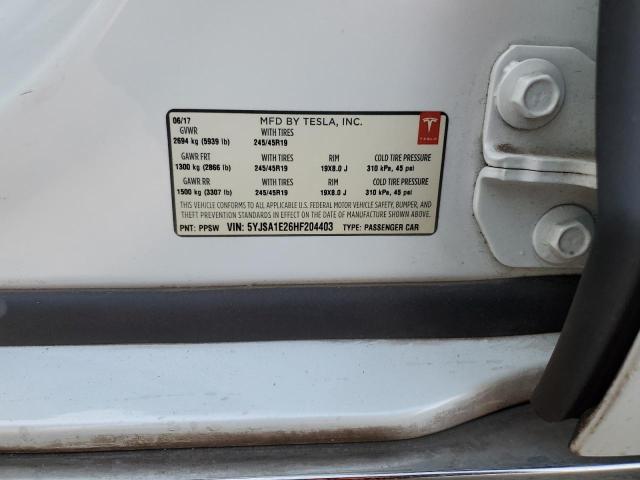 06/17 MFD BY TESLA, INC.
GVWR WITH TIRES
2694 kg (5939 lb) 245/45R19
GAWR FRT WITH TIRES RIM COLD TIRE PRESSURE
1300 kg (2866 lb) 245/45R19 19X8.0 J 310 kPa, 45 psi
GAWR RR WITH TIRES RIM COLD TIRE PRESSURE
1500 kg (3307 lb) 245/45R19 19X8.0 J 310 kPa, 45 psi
THIS VEHICLE CONFORMS TO ALL APPLICABLE U.S. FEDERAL MOTOR VEHICLE SAFETY, BUMPER, AND
THEFT PREVENTION STANDARDS IN EFFECT ON THE DATE OF MANUFACTURE SHOWN ABOVE.
PNT: PPSW VIN: 5YJSA1E26HF204403 TYPE: PASSENGER CAR
TESLA